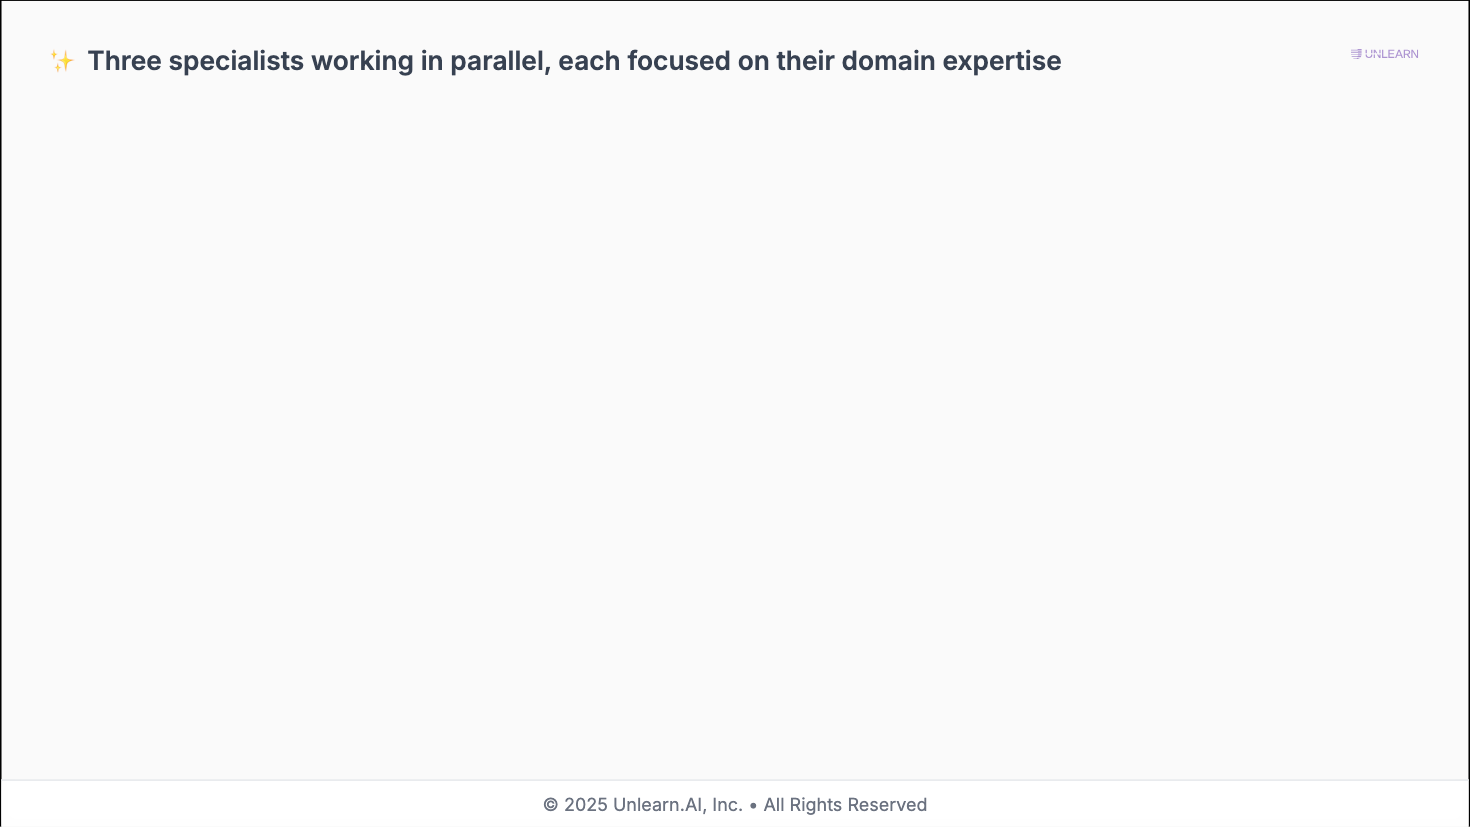 ✨ Three specialists working in parallel, each focused on their domain expertise
UNLEARN
© 2025 Unlearn.AI, Inc. • All Rights Reserved